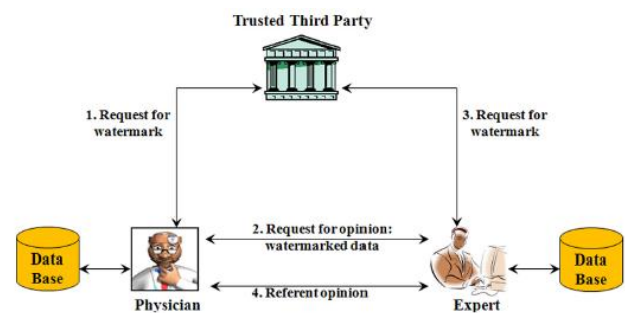 Trusted Third Party
1. Request for
watermark
3. Request for
watermark
2. Request for opinion:
watermarked data
Data
Base
Data
Base
4. Referent opinion
Physician
Expert